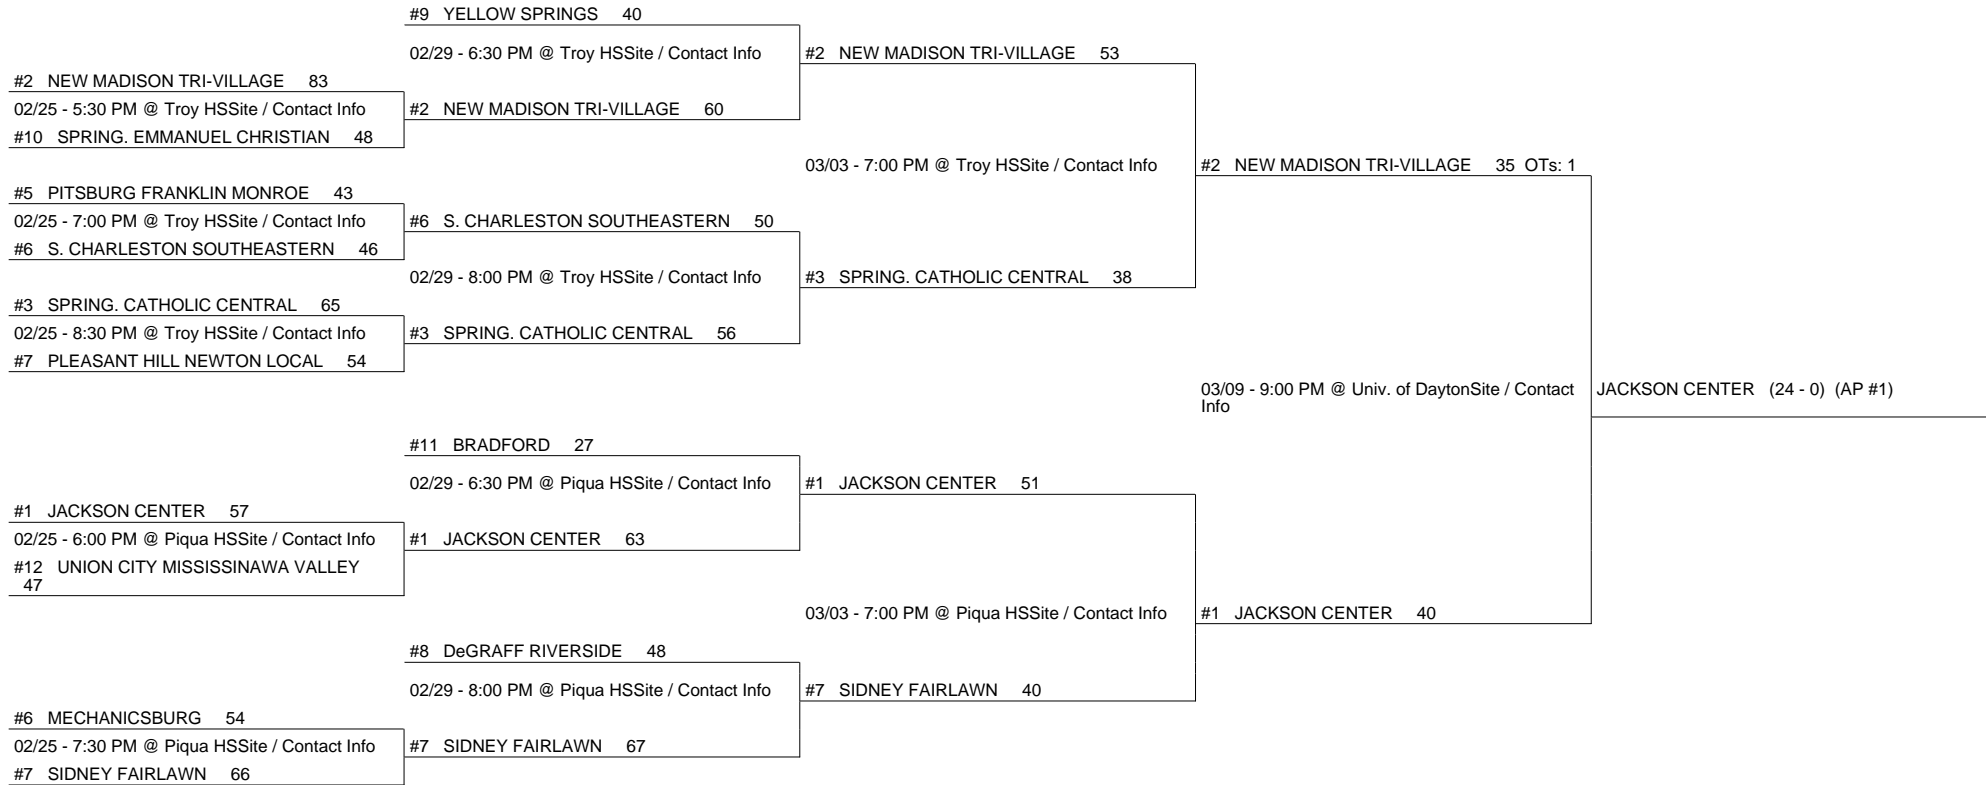 #9 YELLOW SPRINGS 40
02/29 - 6:30 PM @ Troy HSSite / Contact Info
#2 NEW MADISON TRI-VILLAGE 53
#2 NEW MADISON TRI-VILLAGE 83
02/25 - 5:30 PM @ Troy HSSite / Contact Info
#2 NEW MADISON TRI-VILLAGE 60
#10 SPRING. EMMANUEL CHRISTIAN 48
03/03 - 7:00 PM @ Troy HSSite / Contact Info
#2 NEW MADISON TRI-VILLAGE 35 OTs: 1
#5 PITSBURG FRANKLIN MONROE 43
02/25 - 7:00 PM @ Troy HSSite / Contact Info
#6 S. CHARLESTON SOUTHEASTERN 50
#6 S. CHARLESTON SOUTHEASTERN 46
02/29 - 8:00 PM @ Troy HSSite / Contact Info
#3 SPRING. CATHOLIC CENTRAL 38
#3 SPRING. CATHOLIC CENTRAL 65
02/25 - 8:30 PM @ Troy HSSite / Contact Info
#3 SPRING. CATHOLIC CENTRAL 56
#7 PLEASANT HILL NEWTON LOCAL 54
03/09 - 9:00 PM @ Univ. of DaytonSite / Contact
Info
JACKSON CENTER (24 - 0) (AP #1)
#11 BRADFORD 27
02/29 - 6:30 PM @ Piqua HSSite / Contact Info
#1 JACKSON CENTER 51
#1 JACKSON CENTER 57
02/25 - 6:00 PM @ Piqua HSSite / Contact Info
#1 JACKSON CENTER 63
#12 UNION CITY MISSISSINAWA VALLEY
47
03/03 - 7:00 PM @ Piqua HSSite / Contact Info
#1 JACKSON CENTER 40
#8 DeGRAFF RIVERSIDE 48
02/29 - 8:00 PM @ Piqua HSSite / Contact Info
#7 SIDNEY FAIRLAWN 40
#6 MECHANICSBURG 54
02/25 - 7:30 PM @ Piqua HSSite / Contact Info
#7 SIDNEY FAIRLAWN 67
#7 SIDNEY FAIRLAWN 66